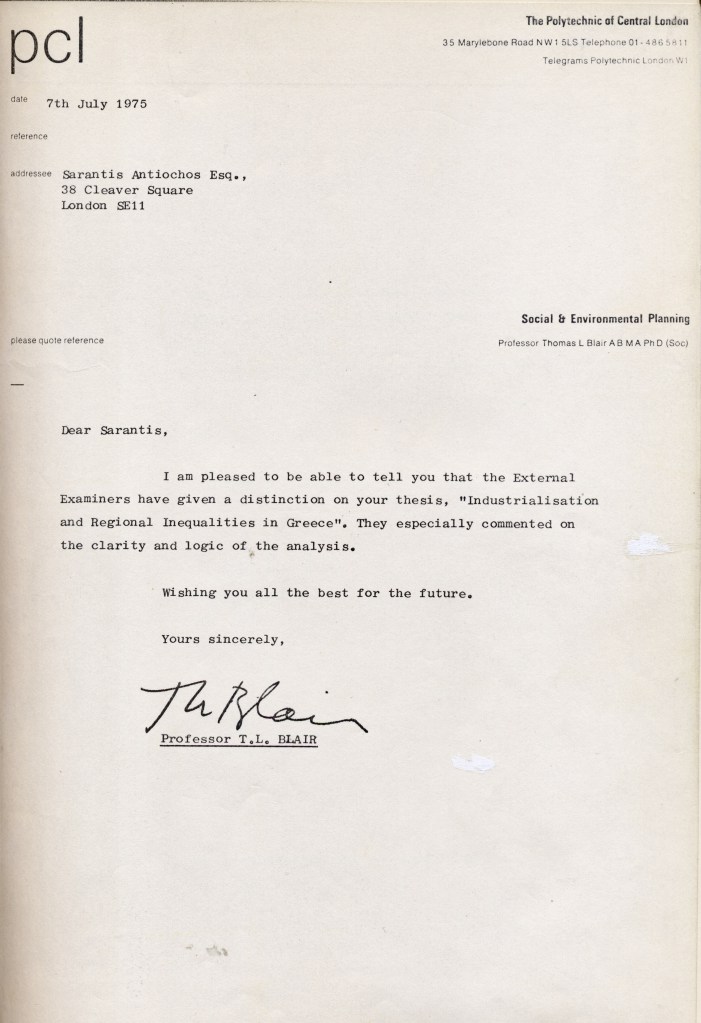 pcl
The Polytechnic of Central London
35 Marylebone Road NW1 5LS Telephone 01-486 5811
Telegrams Polytechnic London W1
date 7th July 1975
reference
addressee Sarantis Antiochos Esq.,
38 Cleaver Square
London SE11
Social & Environmental Planning
please quote reference
Professor Thomas L Blair A B M A Ph D (Soc)
Dear Sarantis,
I am pleased to be able to tell you that the External
Examiners have given a distinction on your thesis, "Industrialisation
and Regional Inequalities in Greece". They especially commented on
the clarity and logic of the analysis.
Wishing you all the best for the future.
Yours sincerely,
Th Blair
Professor T.L. BLAIR